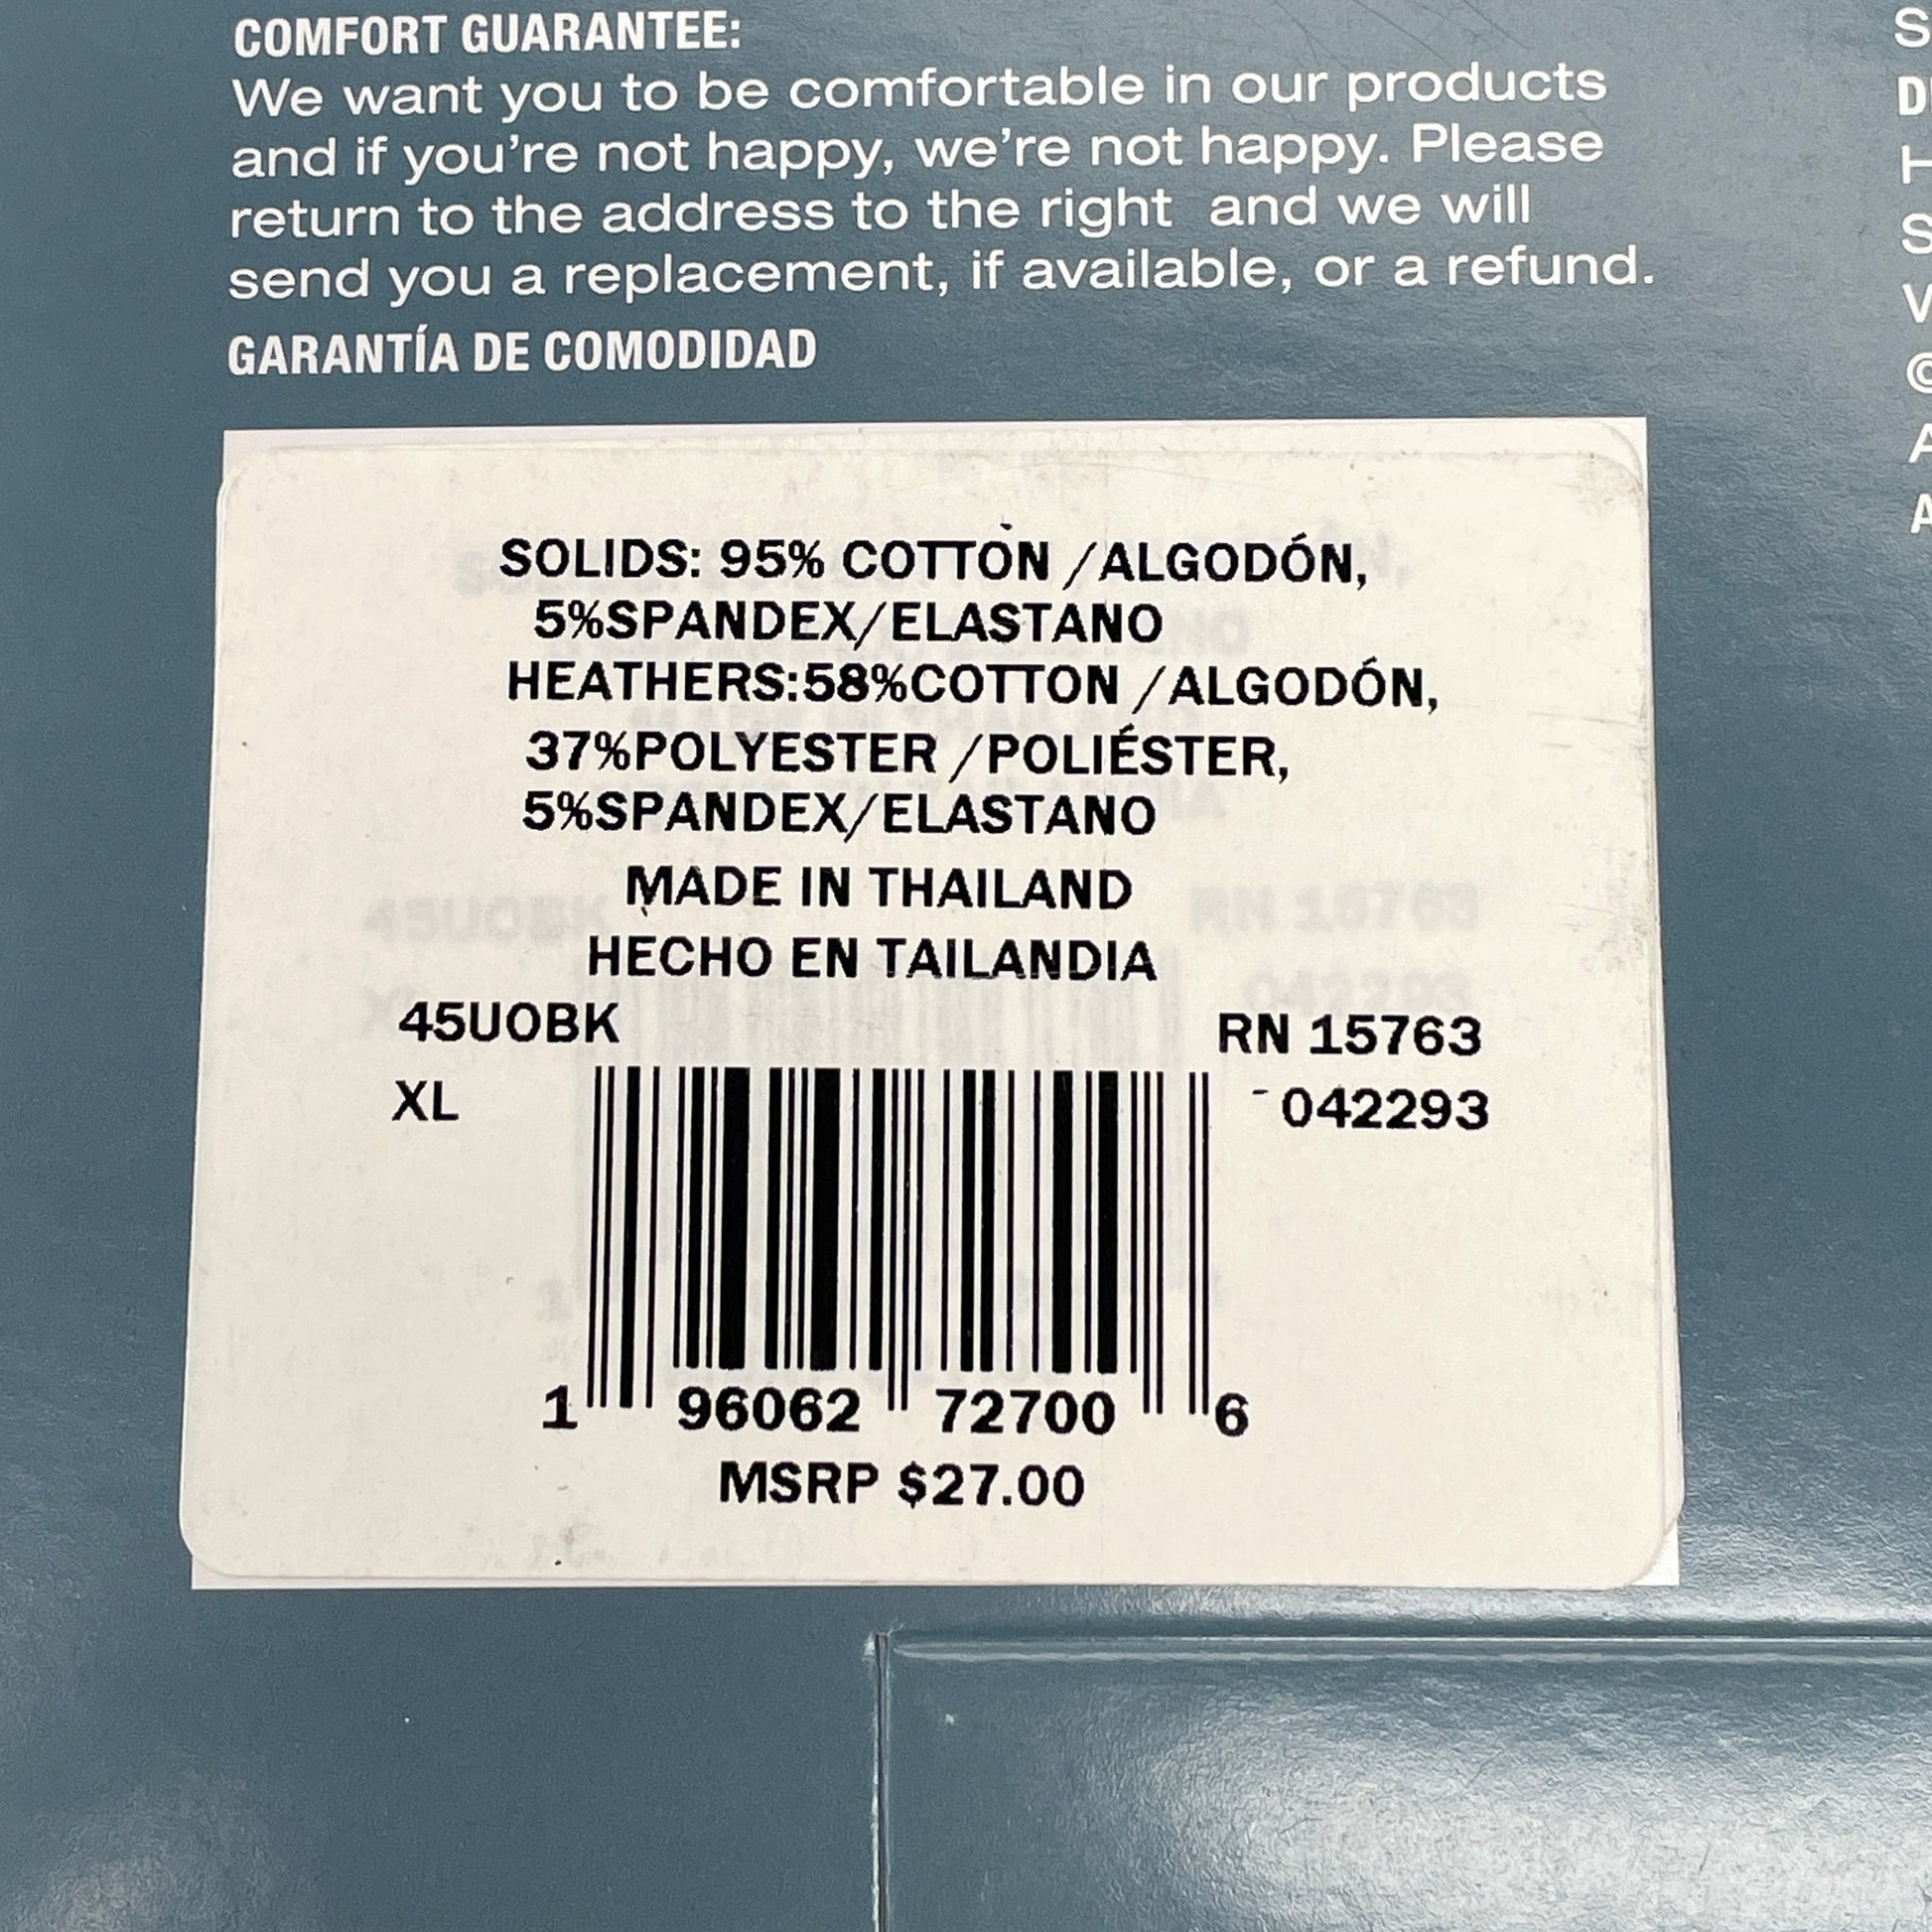 COMFORT GUARANTEE:
We want you to be comfortable in our products
and if you're not happy, we're not happy. Please
return to the address to the right and we will
send you a replacement, if available, or a refund.
GARANTÍA DE COMODIDAD
SOLIDS: 95% COTTON /ALGODÓN,
5%SPANDEX/ELASTANO
HEATHERS:58%COTTON /ALGODÓN,
37%POLYESTER /POLIÉSTER,
5%SPANDEX/ELASTANO
MADE IN THAILAND
HECHO EN TAILANDIA
45UOBK
RN 15763
XL
042293
1 96062 72700 6
MSRP $27.00